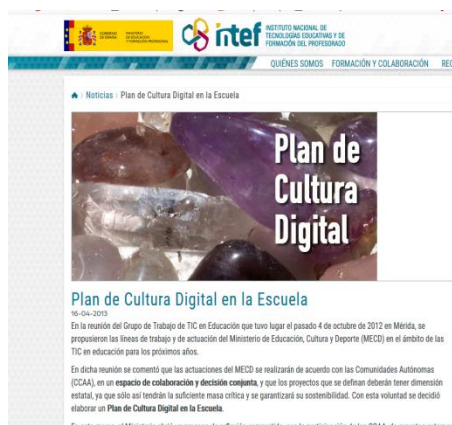 GOBIERNO DE ESPAÑA
MINISTERIO DE EDUCACIÓN Y FORMACIÓN PROFESIONAL
intef
INSTITUTO NACIONAL DE
TECNOLOGÍAS EDUCATIVAS Y DE
FORMACIÓN DEL PROFESORADO
QUIÉNES SOMOS FORMACIÓN Y COLABORACIÓN REC
Noticias Plan de Cultura Digital en la Escuela
Plan de
Cultura
Digital
Plan de Cultura Digital en la Escuela
16-04-2013
En la reunión del Grupo de Trabajo de TIC en Educación que tuvo lugar el pasado 4 de octubre de 2012 en Mérida, se
propusieron las líneas de trabajo y de actuación del Ministerio de Educación, Cultura y Deporte (MECD) en el ámbito de las
TIC en educación para los próximos años.
En dicha reunión se comentó que las actuaciones del MECD se realizarán de acuerdo con las Comunidades Autónomas
(CCAA), en un espacio de colaboración y decisión conjunta, y que los proyectos que se definan deberán tener dimensión
estatal, ya que sólo así tendrán la suficiente masa crítica y se garantizará su sostenibilidad. Con esta voluntad se decidió
elaborar un Plan de Cultura Digital en la Escuela.